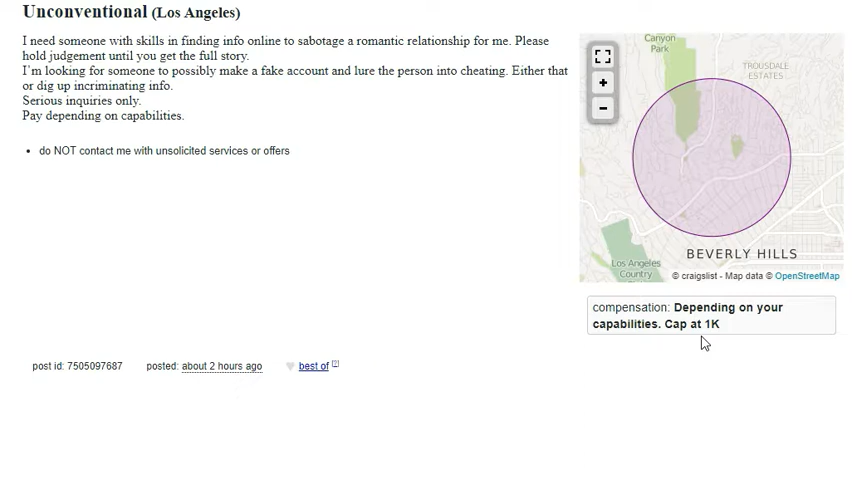 Unconventional (Los Angeles)
I need someone with skills in finding info online to sabotage a romantic relationship for me. Please
hold judgement until you get the full story.
I'm looking for someone to possibly make a fake account and lure the person into cheating. Either that
or dig up incriminating info.
Serious inquiries only.
Pay depending on capabilities.
• do NOT contact me with unsolicited services or offers
Canyon
Park
TROUSDALE
ESTATES
+
−
BEVERLY HILLS
Los Angeles
Country
© craigslist - Map data © OpenStreetMap
compensation: Depending on your
capabilities. Cap at 1K
post id: 7505097687 posted: about 2 hours ago best of [?]